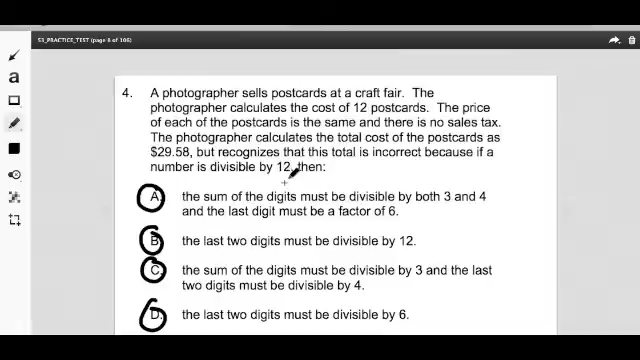 53_PRACTICE_TEST (page 8 of 106)
a
4. A photographer sells postcards at a craft fair. The
photographer calculates the cost of 12 postcards. The price
of each of the postcards is the same and there is no sales tax.
The photographer calculates the total cost of the postcards as
$29.58, but recognizes that this total is incorrect because if a
number is divisible by 12, then:
A. the sum of the digits must be divisible by both 3 and 4
and the last digit must be a factor of 6.
B. the last two digits must be divisible by 12.
C. the sum of the digits must be divisible by 3 and the last
two digits must be divisible by 4.
D. the last two digits must be divisible by 6.